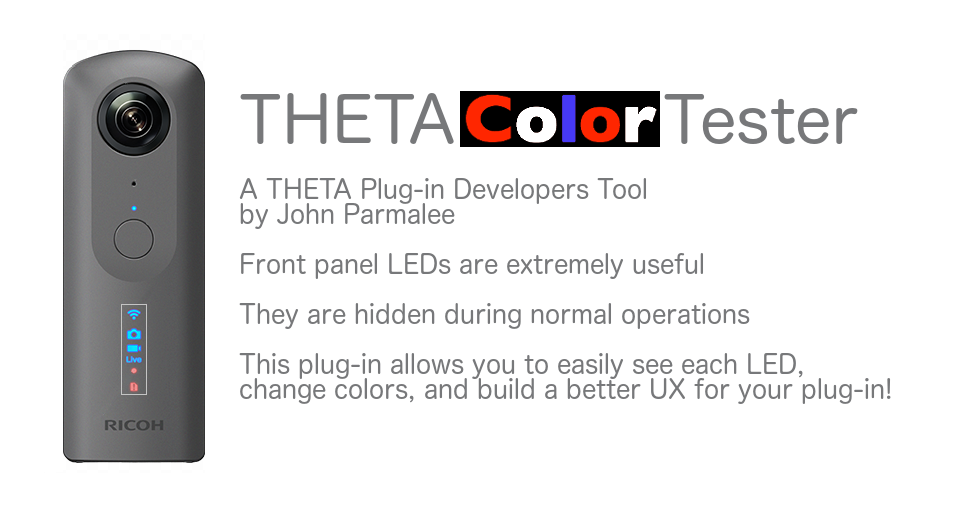 THETA Color Tester
A THETA Plug-in Developers Tool
by John Parmalee
Front panel LEDs are extremely useful
They are hidden during normal operations
This plug-in allows you to easily see each LED,
change colors, and build a better UX for your plug-in!
Live
RICOH